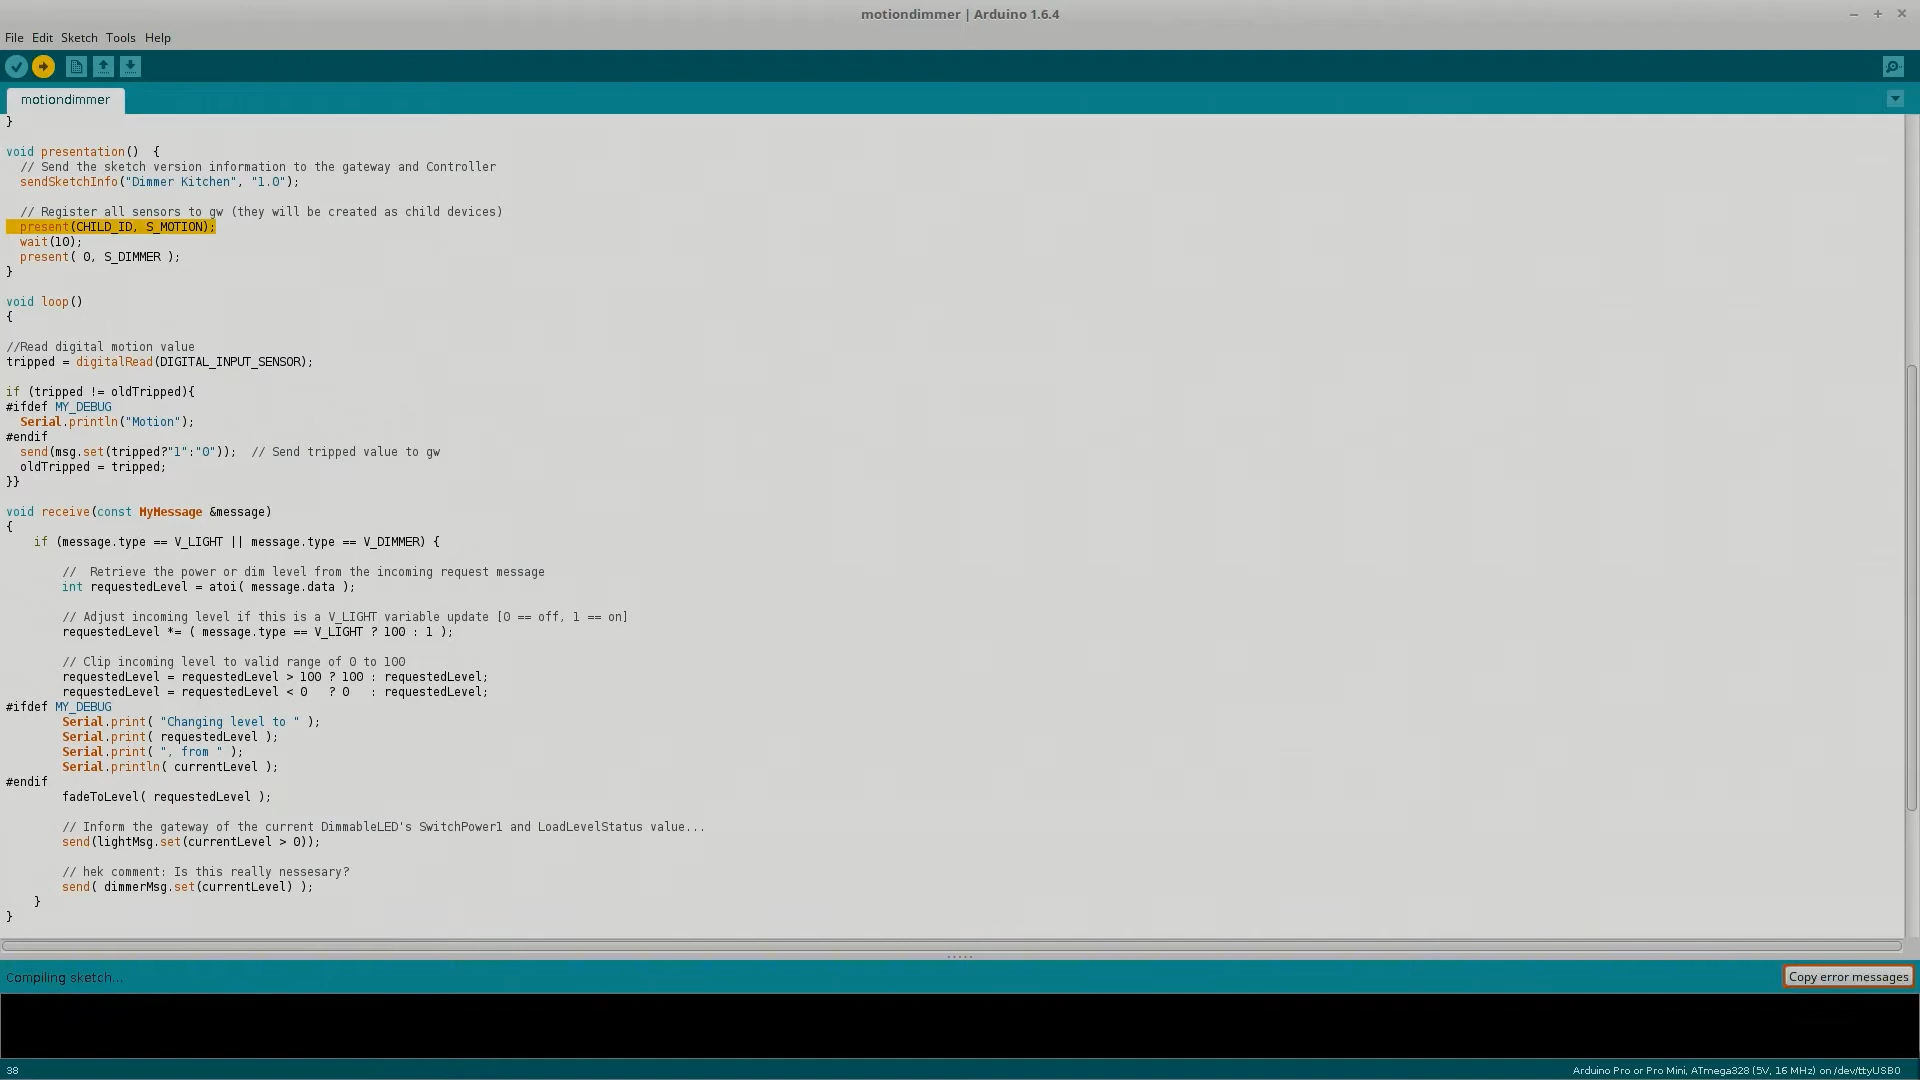 motiondimmer | Arduino 1.6.4
File Edit Sketch Tools Help
motiondimmer
}
void presentation()  {
  // Send the sketch version information to the gateway and Controller
  sendSketchInfo("Dimmer Kitchen", "1.0");
  // Register all sensors to gw (they will be created as child devices)
  present(CHILD_ID, S_MOTION);
  wait(10);
  present( 0, S_DIMMER );
}
void loop()
{
//Read digital motion value
tripped = digitalRead(DIGITAL_INPUT_SENSOR);
if (tripped != oldTripped){
#ifdef MY_DEBUG
  Serial.println("Motion");
#endif
  send(msg.set(tripped?"1":"0"));  // Send tripped value to gw
  oldTripped = tripped;
}}
void receive(const MyMessage &message)
{
    if (message.type == V_LIGHT || message.type == V_DIMMER) {
        //  Retrieve the power or dim level from the incoming request message
        int requestedLevel = atoi( message.data );
        // Adjust incoming level if this is a V_LIGHT variable update [0 == off, 1 == on]
        requestedLevel *= ( message.type == V_LIGHT ? 100 : 1 );
        // Clip incoming level to valid range of 0 to 100
        requestedLevel = requestedLevel > 100 ? 100 : requestedLevel;
        requestedLevel = requestedLevel < 0   ? 0   : requestedLevel;
#ifdef MY_DEBUG
        Serial.print( "Changing level to " );
        Serial.print( requestedLevel );
        Serial.print( ", from " );
        Serial.println( currentLevel );
#endif
        fadeToLevel( requestedLevel );
        // Inform the gateway of the current DimmableLED's SwitchPower1 and LoadLevelStatus value...
        send(lightMsg.set(currentLevel > 0));
        // hek comment: Is this really nessesary?
        send( dimmerMsg.set(currentLevel) );
    }
}
Compiling sketch...
Copy error messages
38
Arduino Pro or Pro Mini, ATmega328 (5V, 16 MHz) on /dev/ttyUSB0